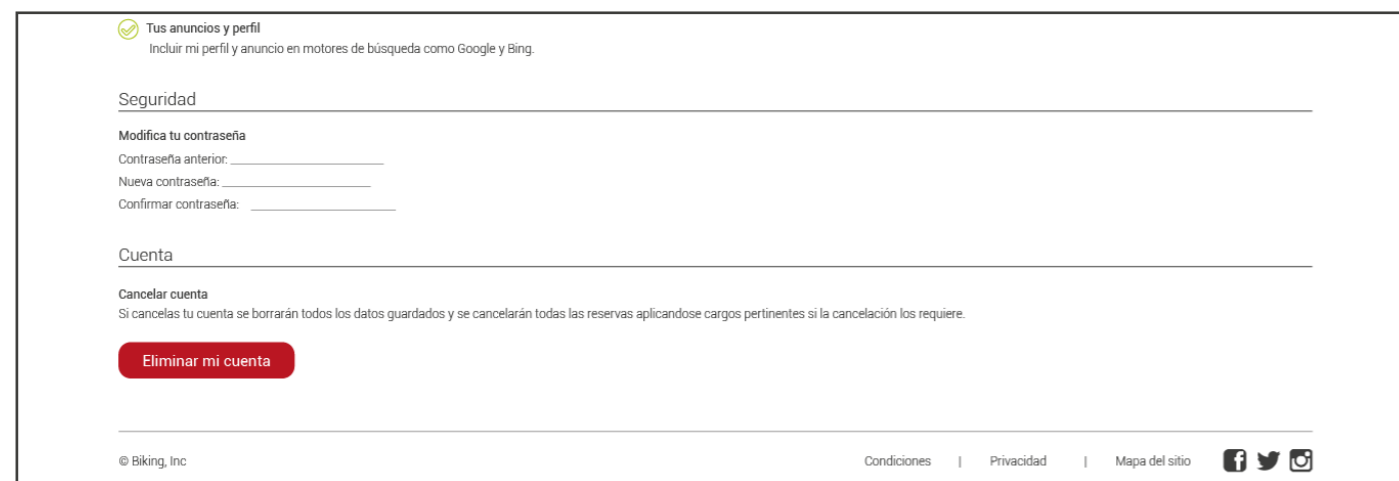 Tus anuncios y perfil
Incluir mi perfil y anuncio en motores de búsqueda como Google y Bing.
Seguridad
Modifica tu contraseña
Contraseña anterior:
Nueva contraseña:
Confirmar contraseña:
Cuenta
Cancelar cuenta
Si cancelas tu cuenta se borrarán todos los datos guardados y se cancelarán todas las reservas aplicandose cargos pertinentes si la cancelación los requiere.
Eliminar mi cuenta
© Biking, Inc Condiciones | Privacidad | Mapa del sitio